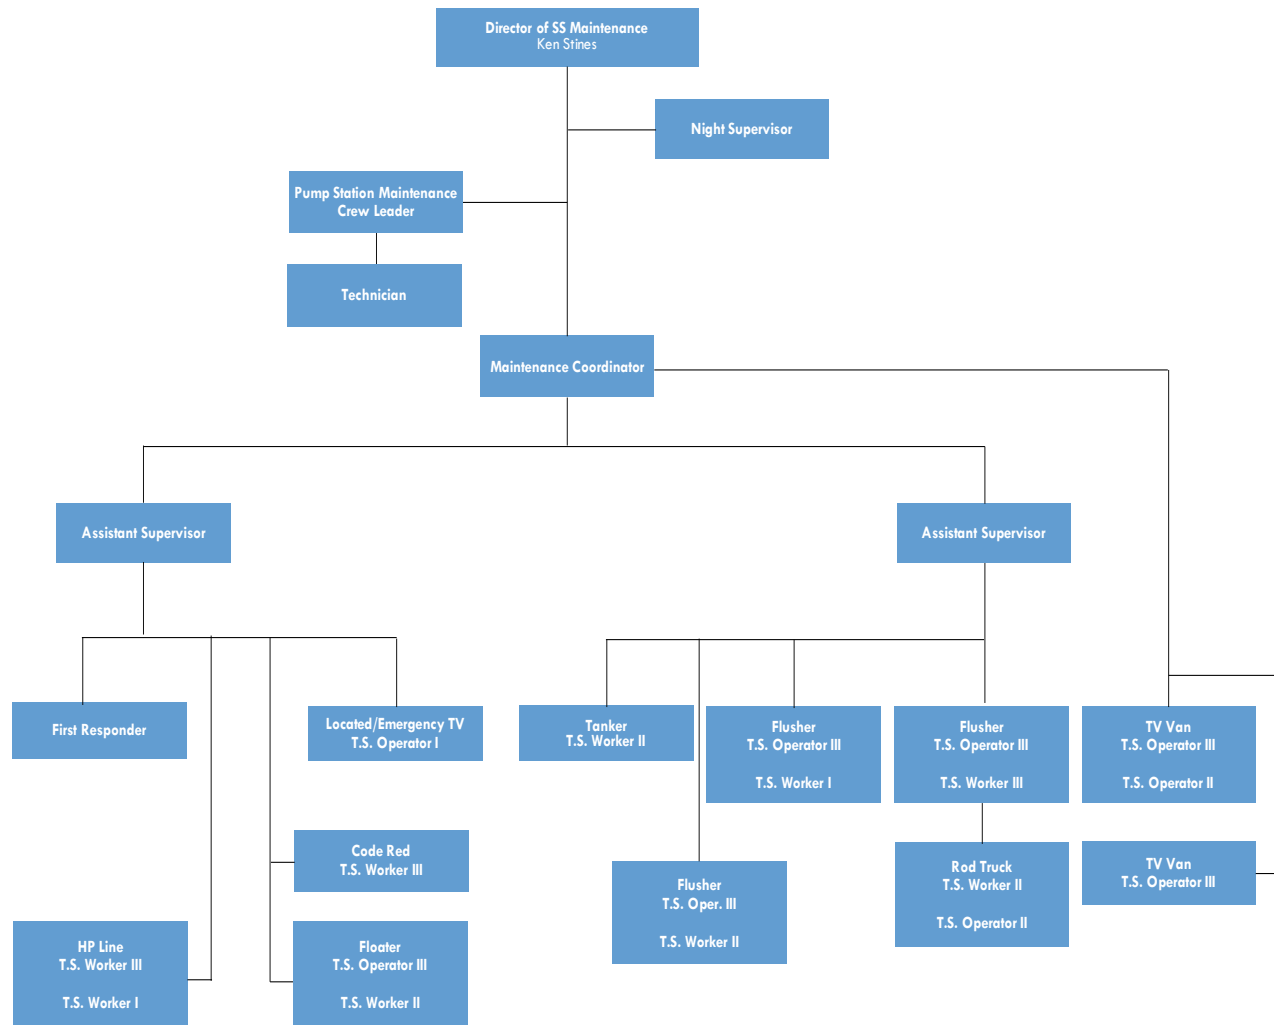 Director of SS Maintenance
Ken Stines
Night Supervisor
Pump Station Maintenance
Crew Leader
Technician
Maintenance Coordinator
Assistant Supervisor
Assistant Supervisor
First Responder
Located/Emergency TV
T.S. Operator I
Tanker
T.S. Worker II
Flusher
T.S. Operator III
T.S. Worker I
Flusher
T.S. Operator III
T.S. Worker III
TV Van
T.S. Operator III
T.S. Operator II
Code Red
T.S. Worker III
Flusher
T.S. Oper. III
T.S. Worker II
Rod Truck
T.S. Worker II
T.S. Operator II
TV Van
T.S. Operator III
HP Line
T.S. Worker III
T.S. Worker I
Floater
T.S. Operator III
T.S. Worker II